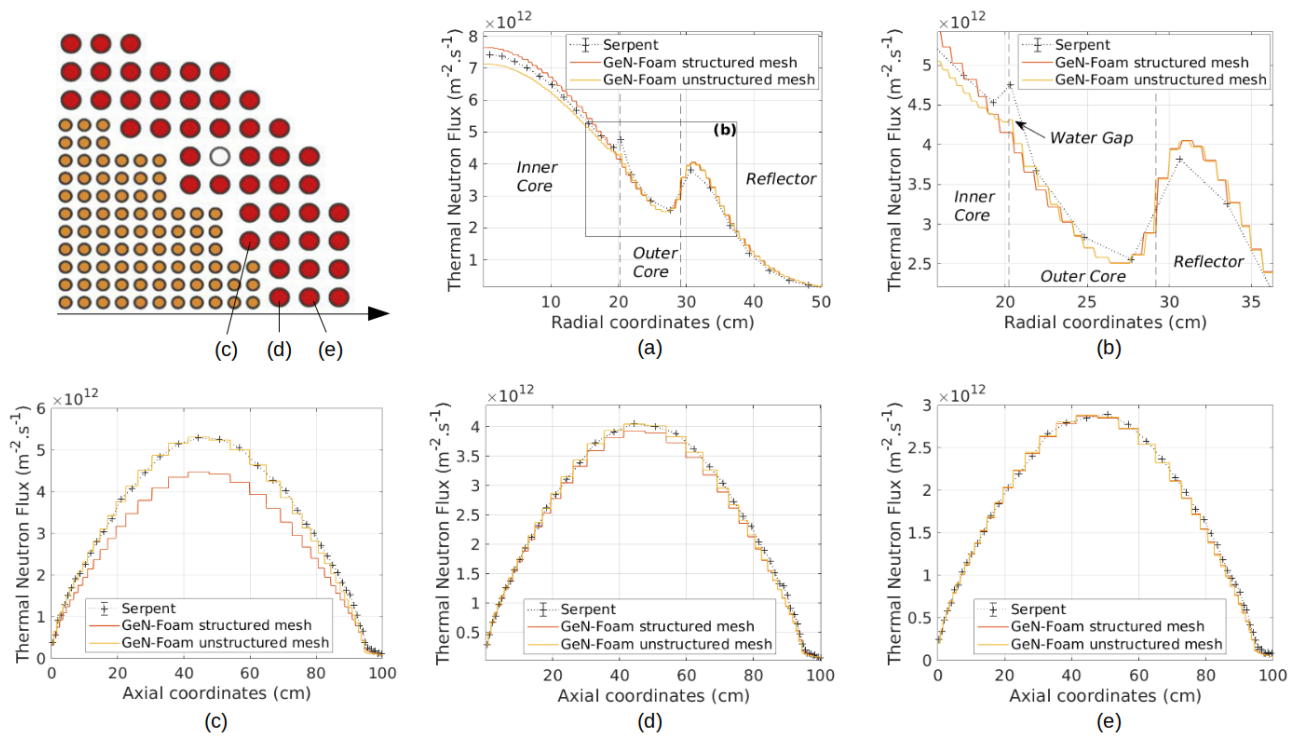 (c) (d) (e)
×10^12
Thermal Neutron Flux (m^-2.s^-1)
8
7
6
5
4
3
2
1
Serpent
GeN-Foam structured mesh
GeN-Foam unstructured mesh
(b)
Inner
Core
Reflector
Outer
Core
0 10 20 30 40 50
Radial coordinates (cm)
(a)
×10^12
Thermal Neutron Flux (m^-2.s^-1)
5
4.5
4
3.5
3
2.5
Serpent
GeN-Foam structured mesh
GeN-Foam unstructured mesh
Water Gap
Inner
Core
Outer Core
Reflector
20 25 30 35
Radial coordinates (cm)
(b)
×10^12
Thermal Neutron Flux (m^-2.s^-1)
6
5
4
3
2
1
0
Serpent
GeN-Foam structured mesh
GeN-Foam unstructured mesh
0 20 40 60 80 100
Axial coordinates (cm)
(c)
×10^12
Thermal Neutron Flux (m^-2.s^-1)
4
3.5
3
2.5
2
1.5
1
0.5
Serpent
GeN-Foam structured mesh
GeN-Foam unstructured mesh
20 40 60 80 100
Axial coordinates (cm)
(d)
×10^12
Thermal Neutron Flux (m^-2.s^-1)
3
2.5
2
1.5
1
0.5
0
Serpent
GeN-Foam structured mesh
GeN-Foam unstructured mesh
0 20 40 60 80 100
Axial coordinates (cm)
(e)